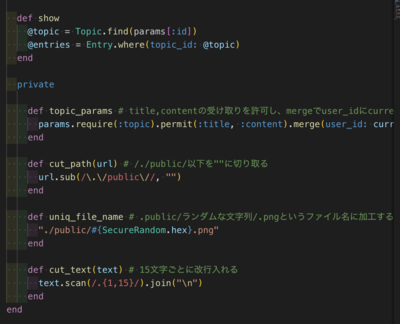 def show
@topic = Topic.find(params[:id])
@entries = Entry.where(topic_id: @topic)
end
private
def topic_params # title,contentの受け取りを許可し、mergeでuser_idにcurre
params.require(:topic).permit(:title, :content).merge(user_id: curr
end
def cut_path(url) # /./public/以下を""に切り取る
url.sub(/\.\/public\//, "")
end
def uniq_file_name # .public/ランダムな文字列/.pngというファイル名に加工する
"./public/#{SecureRandom.hex}.png"
end
def cut_text(text) # 15文字ごとに改行入れる
text.scan(/.{1,15}/).join("\n")
end
end